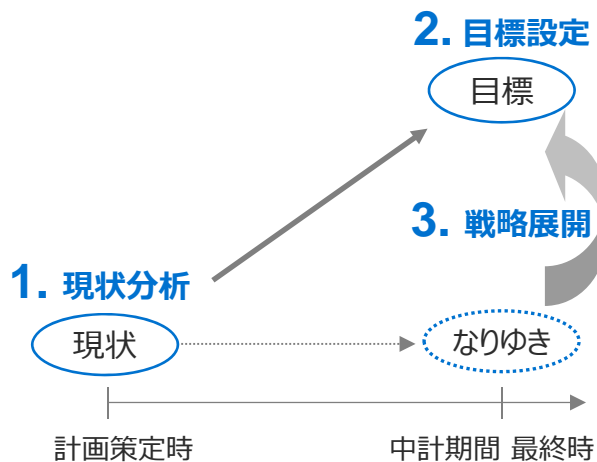 2. 目標設定
目標
3. 戦略展開
1. 現状分析
現状
なりゆき
計画策定時
中計期間 最終時